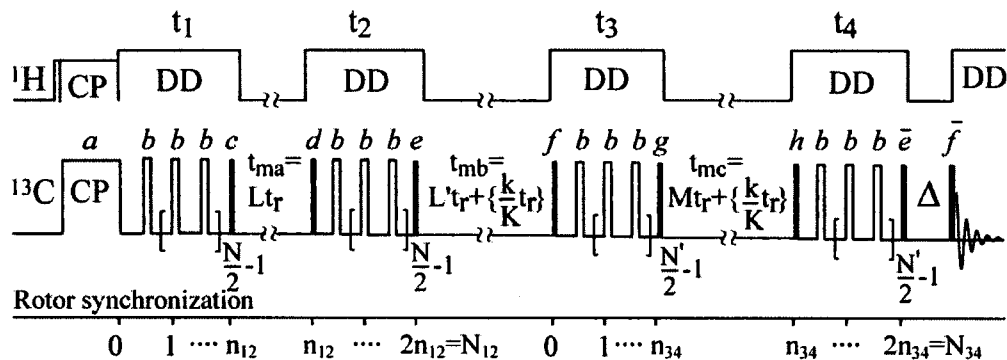 t₁ t₂ t₃ t₄
¹H CP DD DD DD DD DD
a b b b c d b b b e f b b b g h b b b ē f̄
¹³C CP tₘₐ= Ltᵣ tₘb= L'tᵣ+{k/K tᵣ} tₘc= Mtᵣ+{k/K tᵣ} Δ
[ ] N/2-1 [ ] N/2-1 [ ] N'/2-1 [ ] N'/2-1
Rotor synchronization
0 1 ···· n₁₂ n₁₂ ···· 2n₁₂=N₁₂ 0 1 ···· n₃₄ n₃₄ ···· 2n₃₄=N₃₄